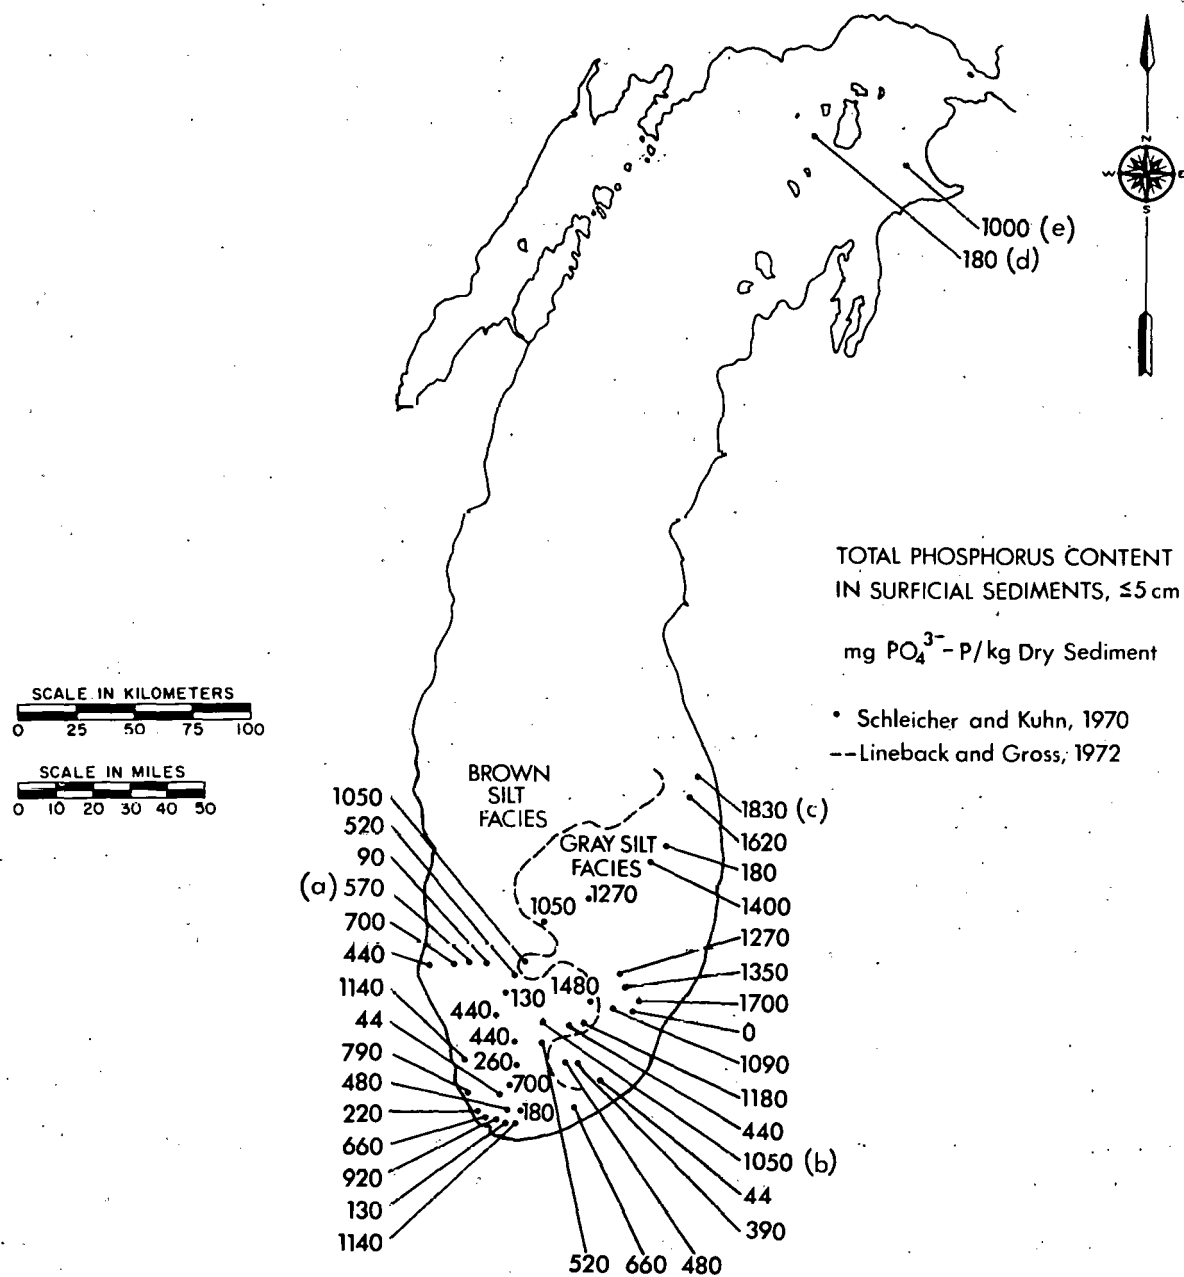 N
W
E
S
1000 (e)
180 (d)
TOTAL PHOSPHORUS CONTENT
IN SURFICIAL SEDIMENTS, ≤5 cm
mg PO₄³⁻-P/kg Dry Sediment
• Schleicher and Kuhn, 1970
--Lineback and Gross, 1972
SCALE IN KILOMETERS
0 25 50 75 100
SCALE IN MILES
0 10 20 30 40 50
BROWN
SILT
FACIES
GRAY SILT
FACIES
1050
520
90
(a) 570
700
440
1140
44
790
480
220
660
920
130
1140
1270
1050
1480
130
440
440
260
700
180
1830 (c)
1620
180
1400
1270
1350
1700
0
1090
1180
440
1050 (b)
44
390
520 660 480